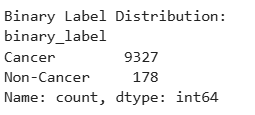 Binary Label Distribution:
binary_label
Cancer        9327
Non-Cancer     178
Name: count, dtype: int64